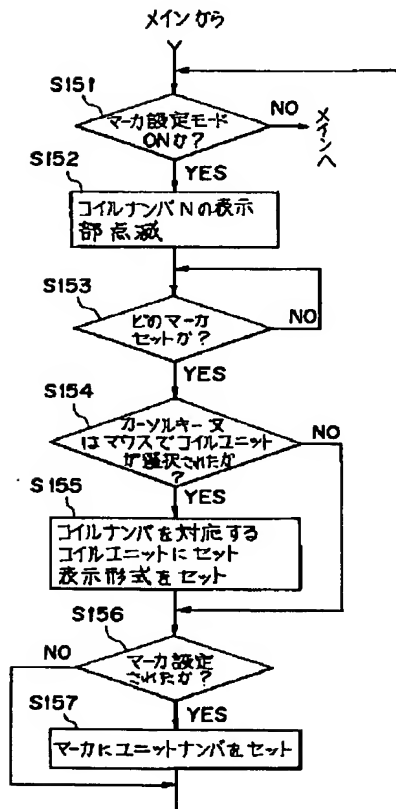 メインから
S151
マーカ設定モード
ONか?
NO
メインへ
YES
S152
コイルナンバNの表示
部点滅
S153
どのマーカ
セットか?
NO
YES
S154
カーソルキー又
はマウスでコイルユニット
が選択されたか
?
NO
YES
S155
コイルナンバを対応する
コイルユニットにセット
表示形式をセット
S156
マーカ設定
されたか?
NO
YES
S157
マーカにユニットナンバをセット